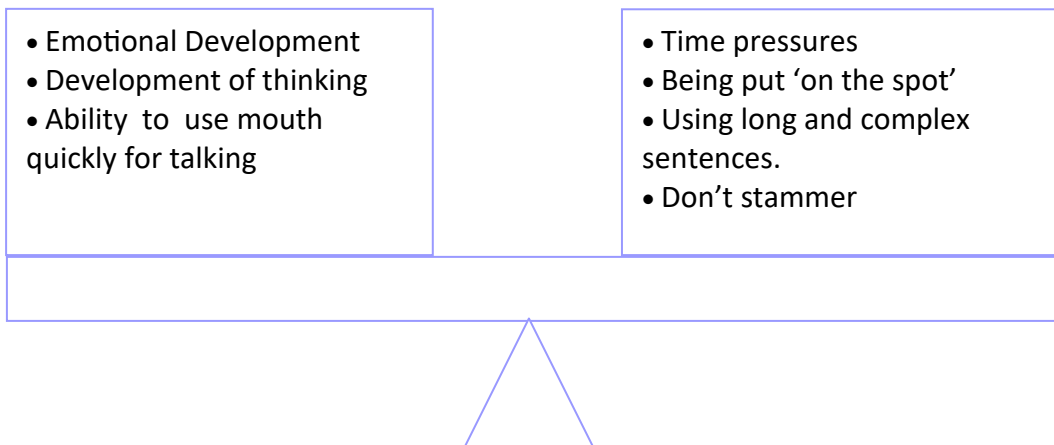 • Emotional Development
• Development of thinking
• Ability to use mouth
quickly for talking
• Time pressures
• Being put ‘on the spot’
• Using long and complex
sentences.
• Don’t stammer